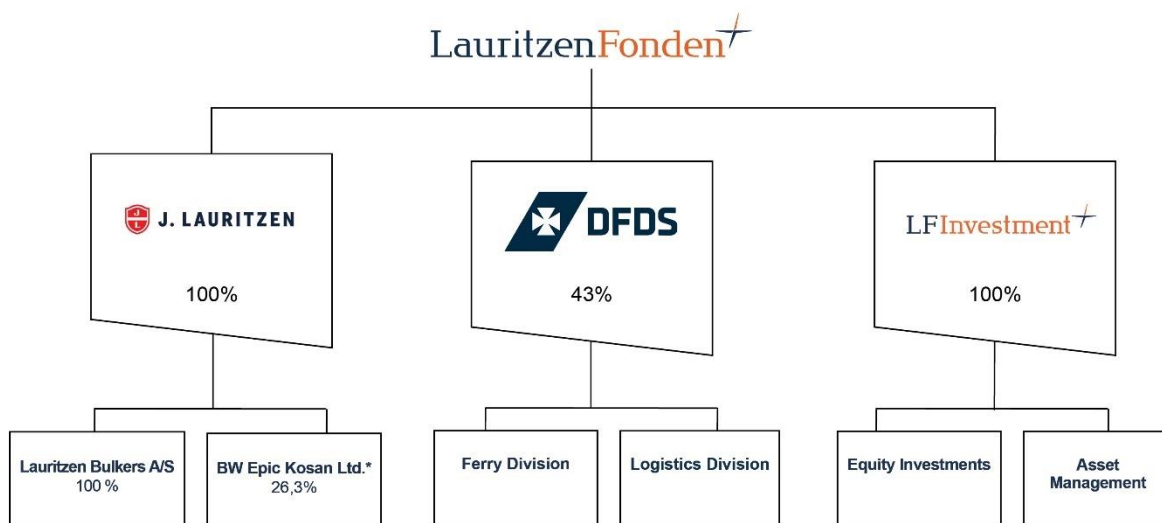 LauritzenFonden
J L J. LAURITZEN
100%
DFDS
43%
LFInvestment
100%
Lauritzen Bulkers A/S
100 %
BW Epic Kosan Ltd.*
26,3%
Ferry Division
Logistics Division
Equity Investments
Asset
Management